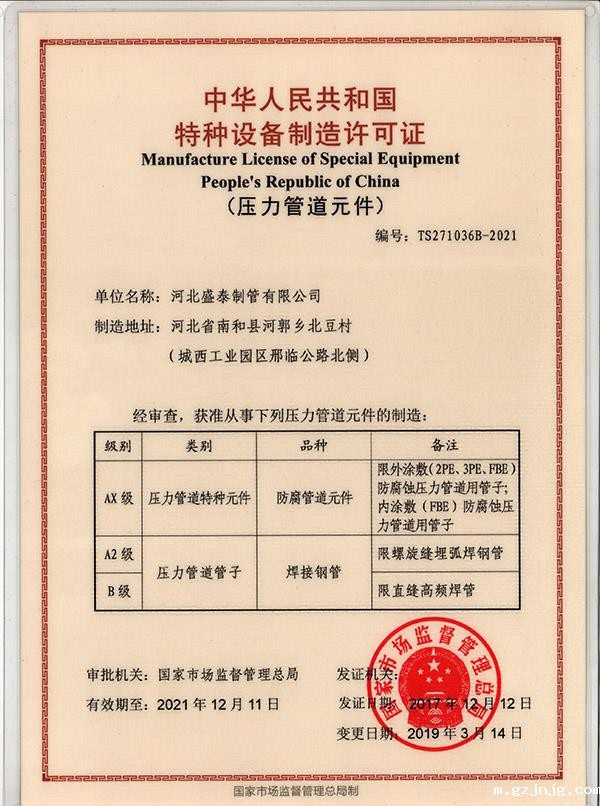 中华人民共和国
特种设备制造许可证
Manufacture License of Special Equipment
People's Republic of China
(压力管道元件)
编号：TS271036B-2021
单位名称：河北盛泰制管有限公司
制造地址：河北省南和县河郭乡北豆村
（城西工业园区邢临公路北侧）
经审查，获准从事下列压力管道元件的制造：
级别 类别 品种 备注
AX 级 压力管道特种元件 防腐管道元件 限外涂敷(2PE、3PE、FBE)
防腐蚀压力管道用管子；
内涂敷（FBE）防腐蚀压
力管道用管子
A2级 压力管道管子 焊接钢管 限螺旋缝埋弧焊钢管
B 级 限直缝高频焊管
审批机关：国家市场监督管理总局 发证机关：
有效期至：2021 年 12 月 11 日 发证日期：2017 年 12 月 12 日
变更日期：2019 年 3 月 14 日
国家市场监督管理总局
国家市场监督管理总局制
m.gzjnjg.com